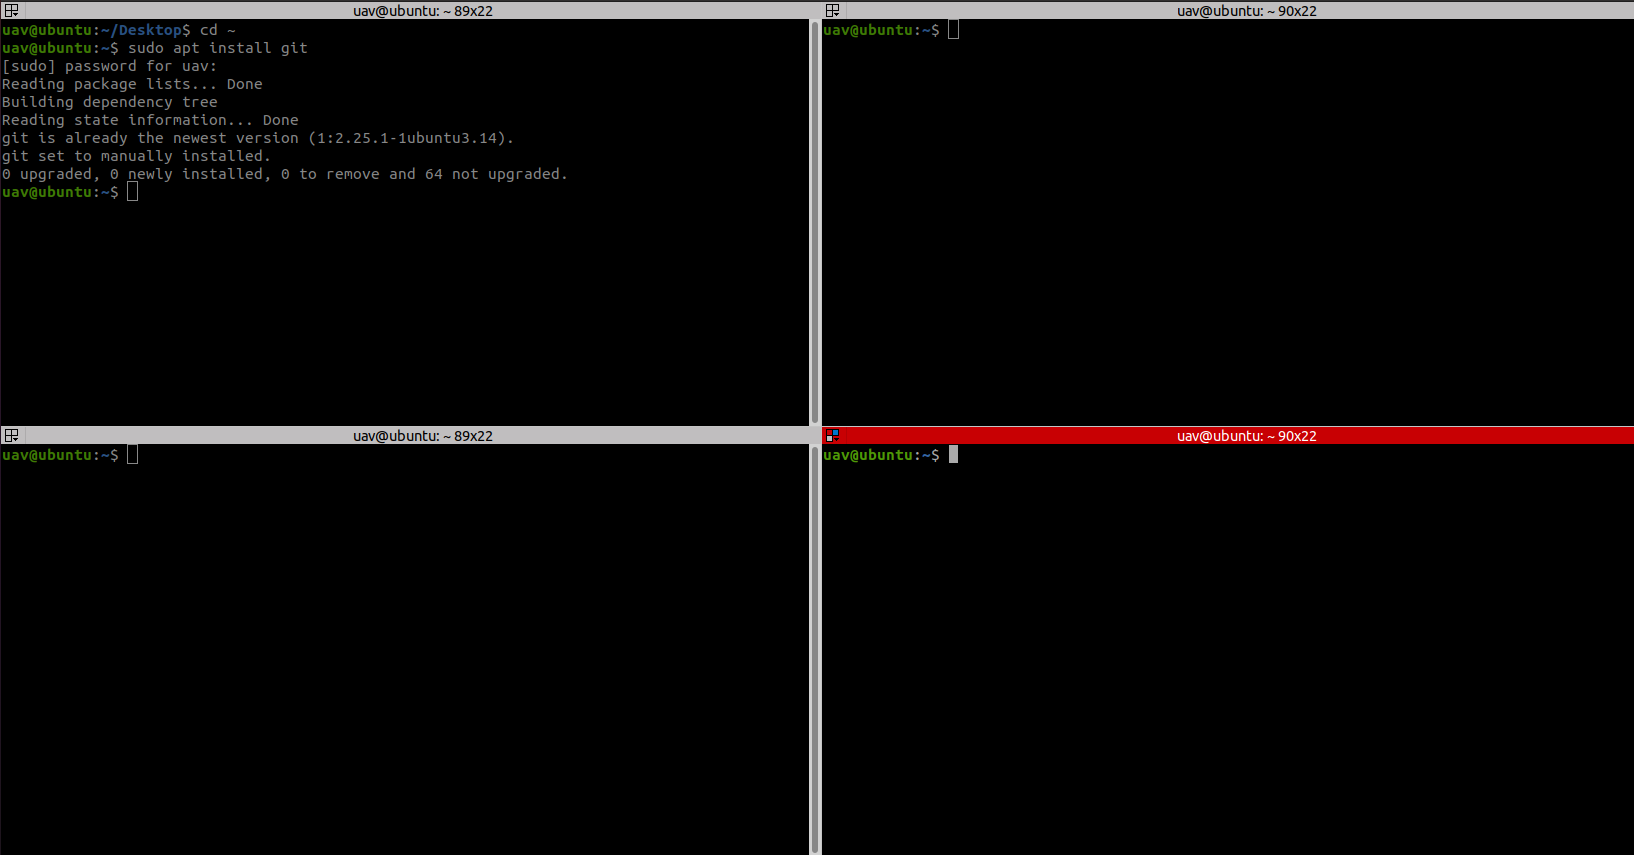 uav@ubuntu: ~ 89x22
uav@ubuntu:~/Desktop$ cd ~
uav@ubuntu:~$ sudo apt install git
[sudo] password for uav:
Reading package lists... Done
Building dependency tree
Reading state information... Done
git is already the newest version (1:2.25.1-1ubuntu3.14).
git set to manually installed.
0 upgraded, 0 newly installed, 0 to remove and 64 not upgraded.
uav@ubuntu:~$
uav@ubuntu: ~ 90x22
uav@ubuntu:~$
uav@ubuntu: ~ 89x22
uav@ubuntu:~$
uav@ubuntu: ~ 90x22
uav@ubuntu:~$